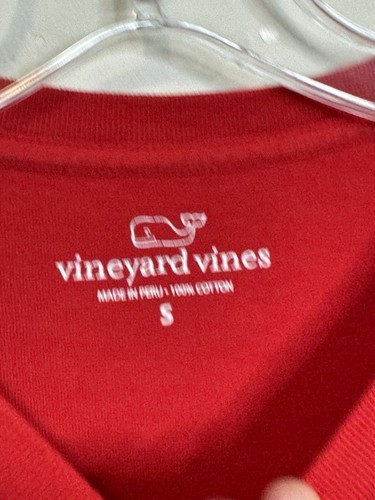 vineyard vines
MADE IN PERU • 100% COTTON
S